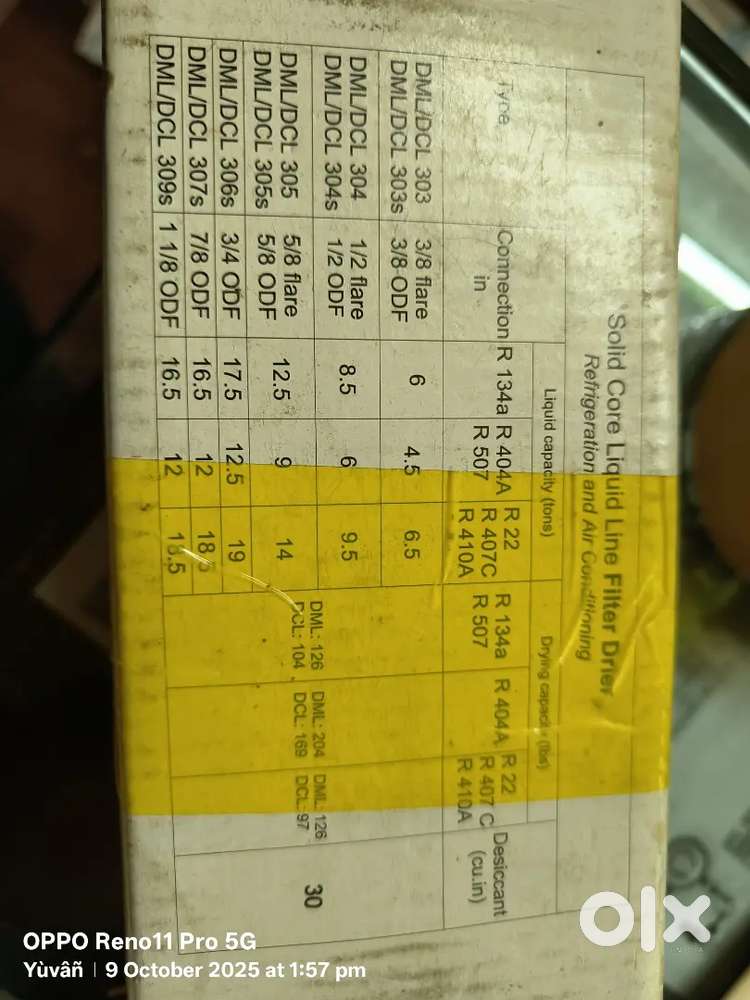 Solid Core Liquid Line Filter Drier
Refrigeration and Air Conditioning
Type
Connection in
Liquid capacity (tons)
R 134a
R 404A R 507
R 22 R 407C R 410A
Drying capacity (lbs)
R 134a R 507
R 404A
R 22 R 407 C R 410A
Desiccant (cu.in)
DML/DCL 303 3/8 flare
DML/DCL 303s 3/8 ODF
6 4.5 6.5
DML/DCL 304 1/2 flare
DML/DCL 304s 1/2 ODF
8.5 6 9.5
DML/DCL 305 5/8 flare
DML/DCL 305s 5/8 ODF
12.5 9 14
DML/DCL 306s 3/4 ODF 17.5 12.5 19
DML/DCL 307s 7/8 ODF 16.5 12 18.5
DML/DCL 309s 1 1/8 ODF 16.5 12 18.5
DML: 126 DML: 204 DML: 126
DCL: 104 DCL: 169 DCL: 97
30
olx
OPPO Reno11 Pro 5G
Yùvâñ | 9 October 2025 at 1:57 pm